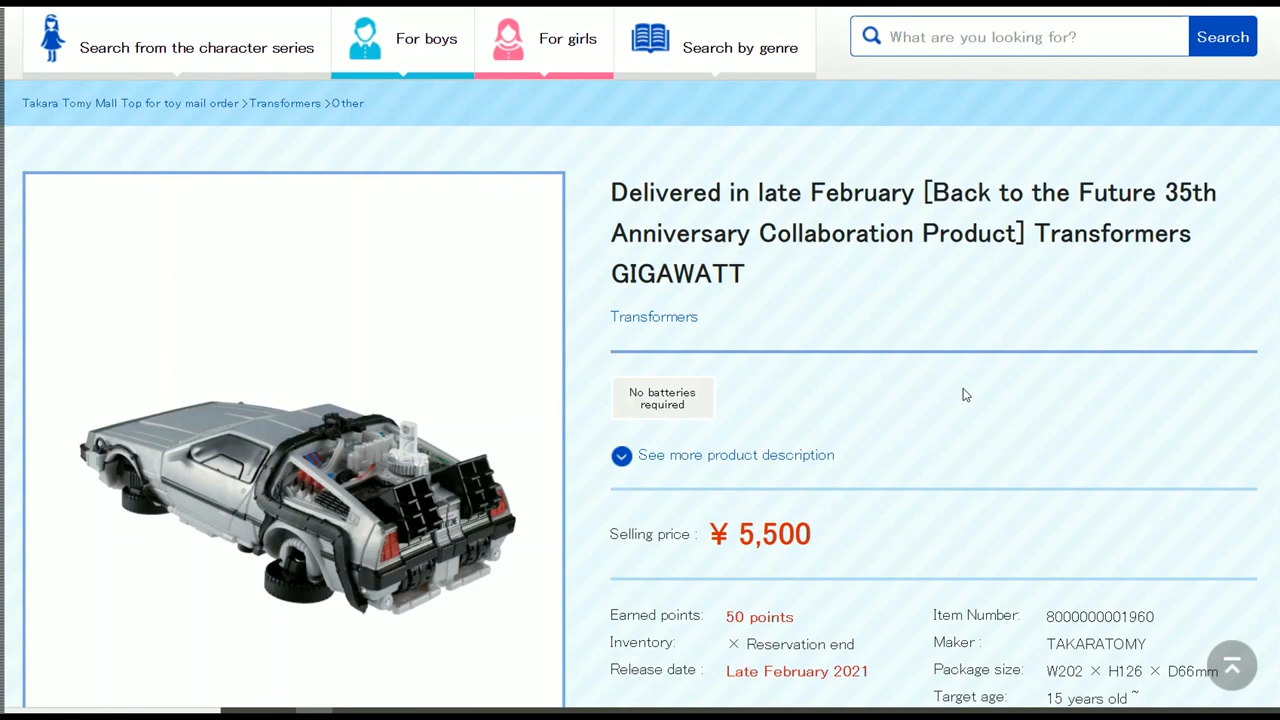 Search from the character series
For boys
For girls
Search by genre
What are you looking for?
Search
Takara Tomy Mall Top for toy mail order >Transformers >Other
Delivered in late February [Back to the Future 35th
Anniversary Collaboration Product] Transformers
GIGAWATT
Transformers
No batteries
required
See more product description
Selling price : ¥ 5,500
Earned points: 50 points
Item Number: 8000000001960
Inventory: × Reservation end
Maker : TAKARATOMY
Release date : Late February 2021
Package size: W202 × H126 × D66mm
Target age: 15 years old ~